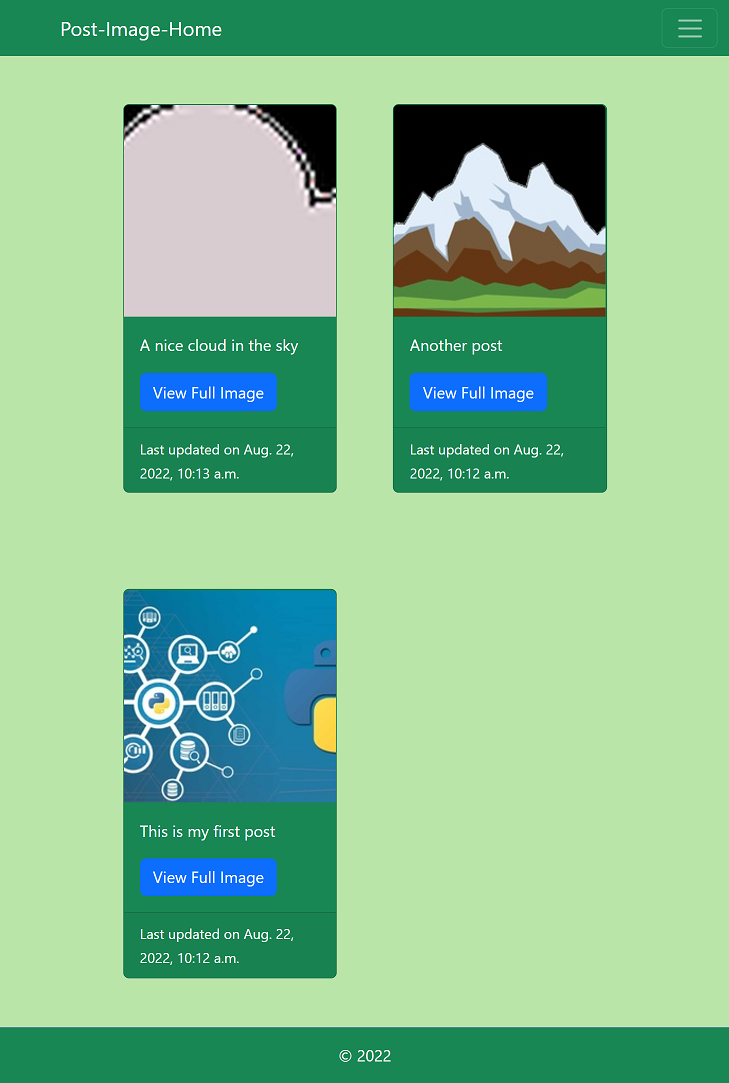 Post-Image-Home
A nice cloud in the sky
View Full Image
Last updated on Aug. 22,
2022, 10:13 a.m.
Another post
View Full Image
Last updated on Aug. 22,
2022, 10:12 a.m.
This is my first post
View Full Image
Last updated on Aug. 22,
2022, 10:12 a.m.
© 2022